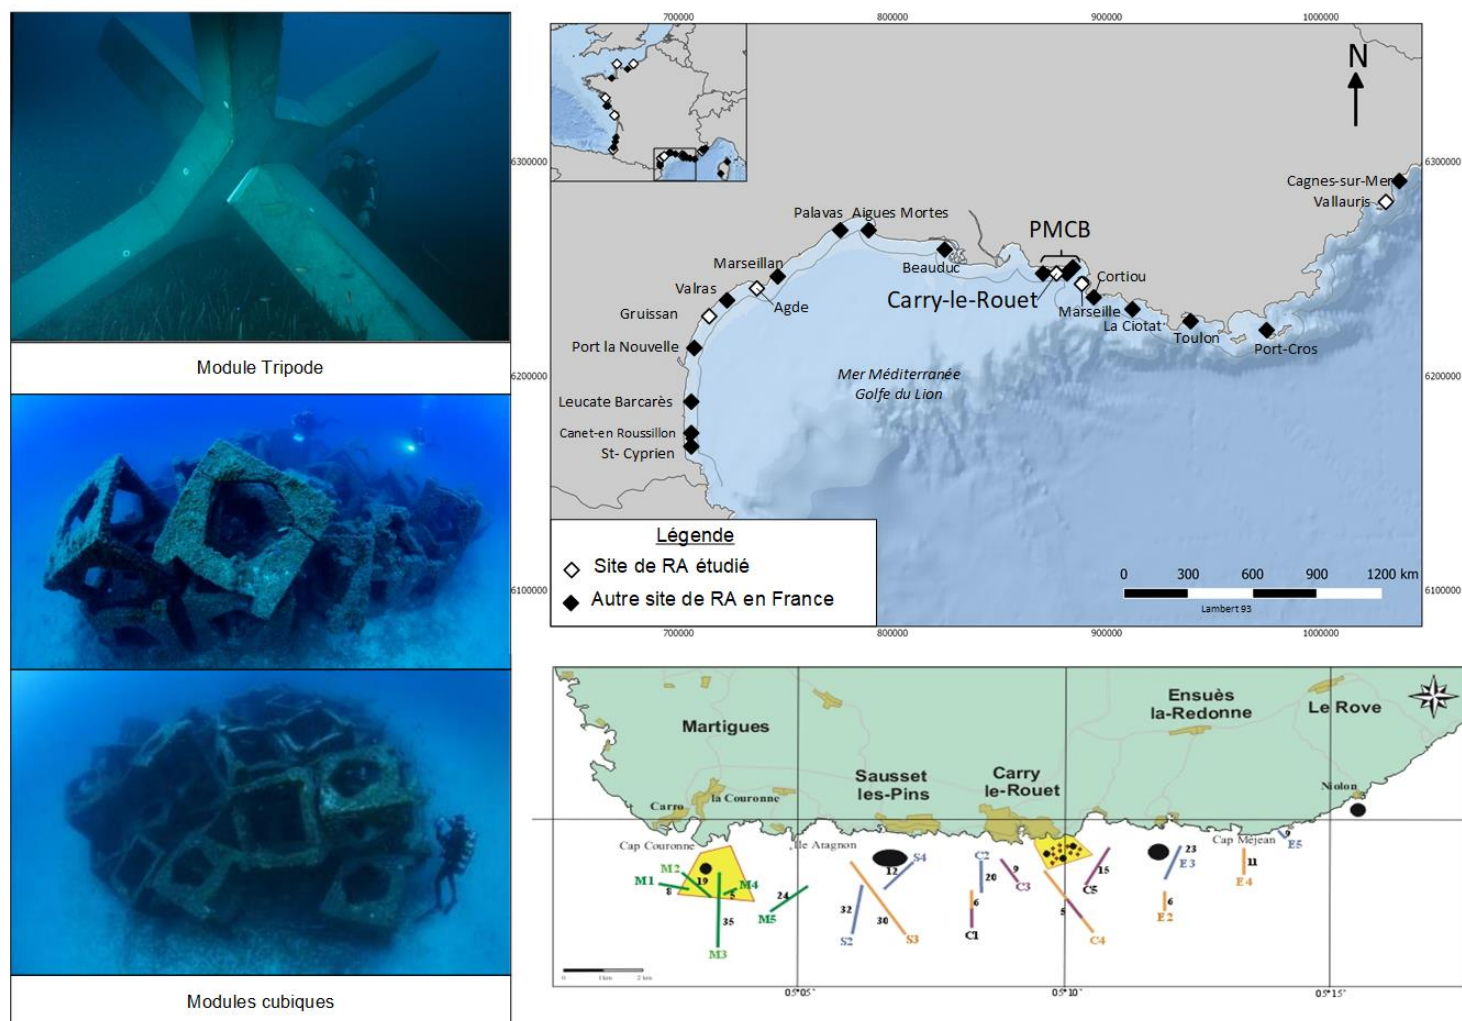 Module Tripode
Modules cubiques
700000
800000
900000
1000000
N
6300000
6300000
Cagnes-sur-Mer
Vallauris
Palavas
Aigues Mortes
PMCB
Marseillan
Beauduc
Cortiou
Valras
Carry-le-Rouet
Agde
Marseille
Gruissan
La Ciotat
Toulon
Port la Nouvelle
Port-Cros
6200000
6200000
Mer Méditerranée
Golfe du Lion
Leucate Barcarès
Canet-en Roussillon
St- Cyprien
Légende
Site de RA étudié
Autre site de RA en France
0 300 600 900 1200 km
Lambert 93
6100000
6100000
700000
800000
900000
1000000
Martigues
Ensuès
la-Redonne
Le Rove
Sausset
les-Pins
Carry
le-Rouet
Niolon
Carro
la Couronne
Cap Couronne
Ile Aragnon
Cap Méjean
M1
8
M2
19
M4
5
M5
24
35
M3
12
S4
32
S2
30
S3
C2
20
9
C3
6
C1
15
C5
5
C4
23
E3
6
E2
11
E4
9
E5
0 1km 2 km
05°05'
05°10
05°15'